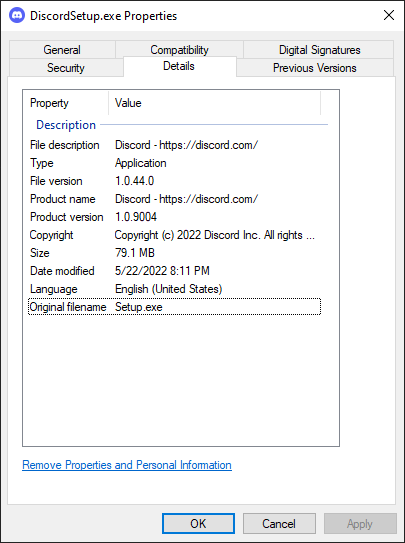 DiscordSetup.exe Properties
General Compatibility Digital Signatures
Security Details Previous Versions
Property Value
Description
File description Discord - https://discord.com/
Type Application
File version 1.0.44.0
Product name Discord - https://discord.com/
Product version 1.0.9004
Copyright Copyright (c) 2022 Discord Inc. All rights ...
Size 79.1 MB
Date modified 5/22/2022 8:11 PM
Language English (United States)
Original filename Setup.exe
Remove Properties and Personal Information
OK Cancel Apply